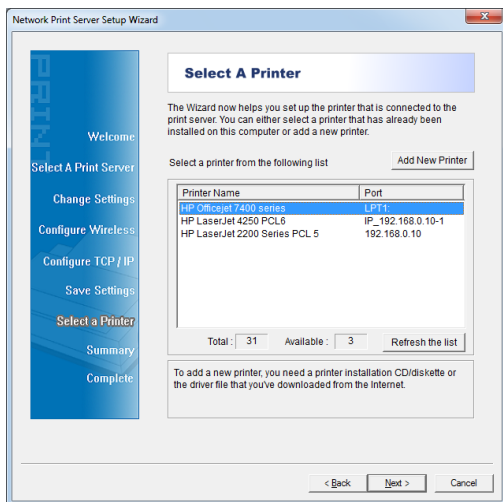 Network Print Server Setup Wizard
PRINT
Welcome
Select A Print Server
Change Settings
Configure Wireless
Configure TCP / IP
Save Settings
Select a Printer
Summary
Complete
Select A Printer
The Wizard now helps you set up the printer that is connected to the
print server. You can either select a printer that has already been
installed on this computer or add a new printer.
Select a printer from the following list
Add New Printer
Printer Name Port
HP Officejet 7400 series LPT1:
HP LaserJet 4250 PCL6 IP_192.168.0.10-1
HP LaserJet 2200 Series PCL 5 192.168.0.10
Total : 31 Available : 3 Refresh the list
To add a new printer, you need a printer installation CD/diskette or
the driver file that you've downloaded from the Internet.
< Back Next > Cancel